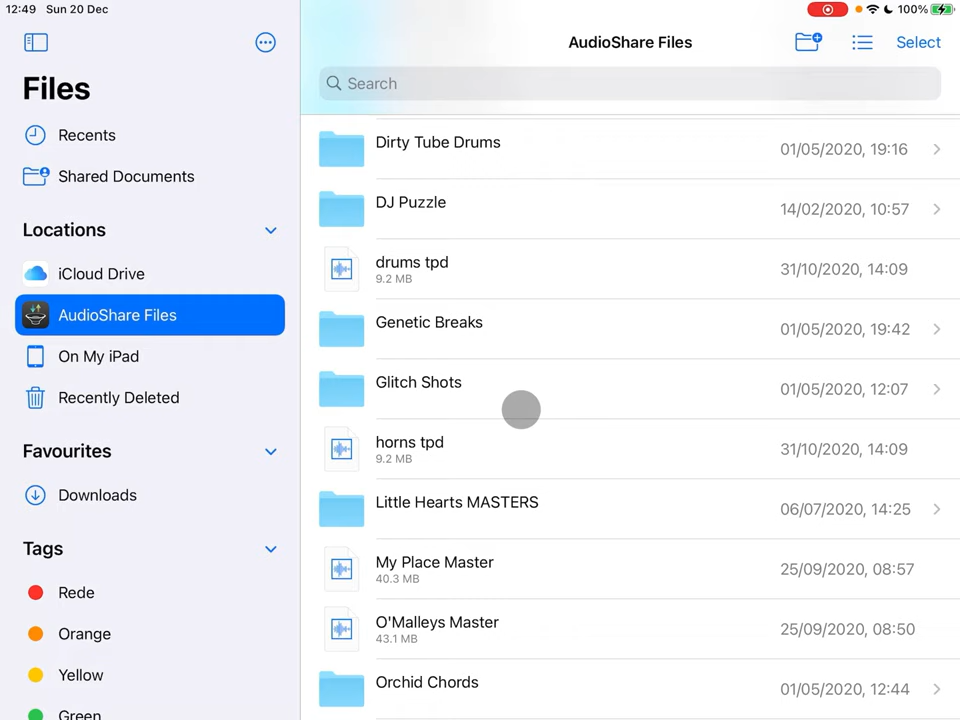 12:49 Sun 20 Dec
100%
Files
Recents
Shared Documents
Locations
iCloud Drive
AudioShare Files
On My iPad
Recently Deleted
Favourites
Downloads
Tags
Rede
Orange
Yellow
Green
AudioShare Files
Select
Search
Dirty Tube Drums
01/05/2020, 19:16
DJ Puzzle
14/02/2020, 10:57
drums tpd
9.2 MB
31/10/2020, 14:09
Genetic Breaks
01/05/2020, 19:42
Glitch Shots
01/05/2020, 12:07
horns tpd
9.2 MB
31/10/2020, 14:09
Little Hearts MASTERS
06/07/2020, 14:25
My Place Master
40.3 MB
25/09/2020, 08:57
O'Malleys Master
43.1 MB
25/09/2020, 08:50
Orchid Chords
01/05/2020, 12:44